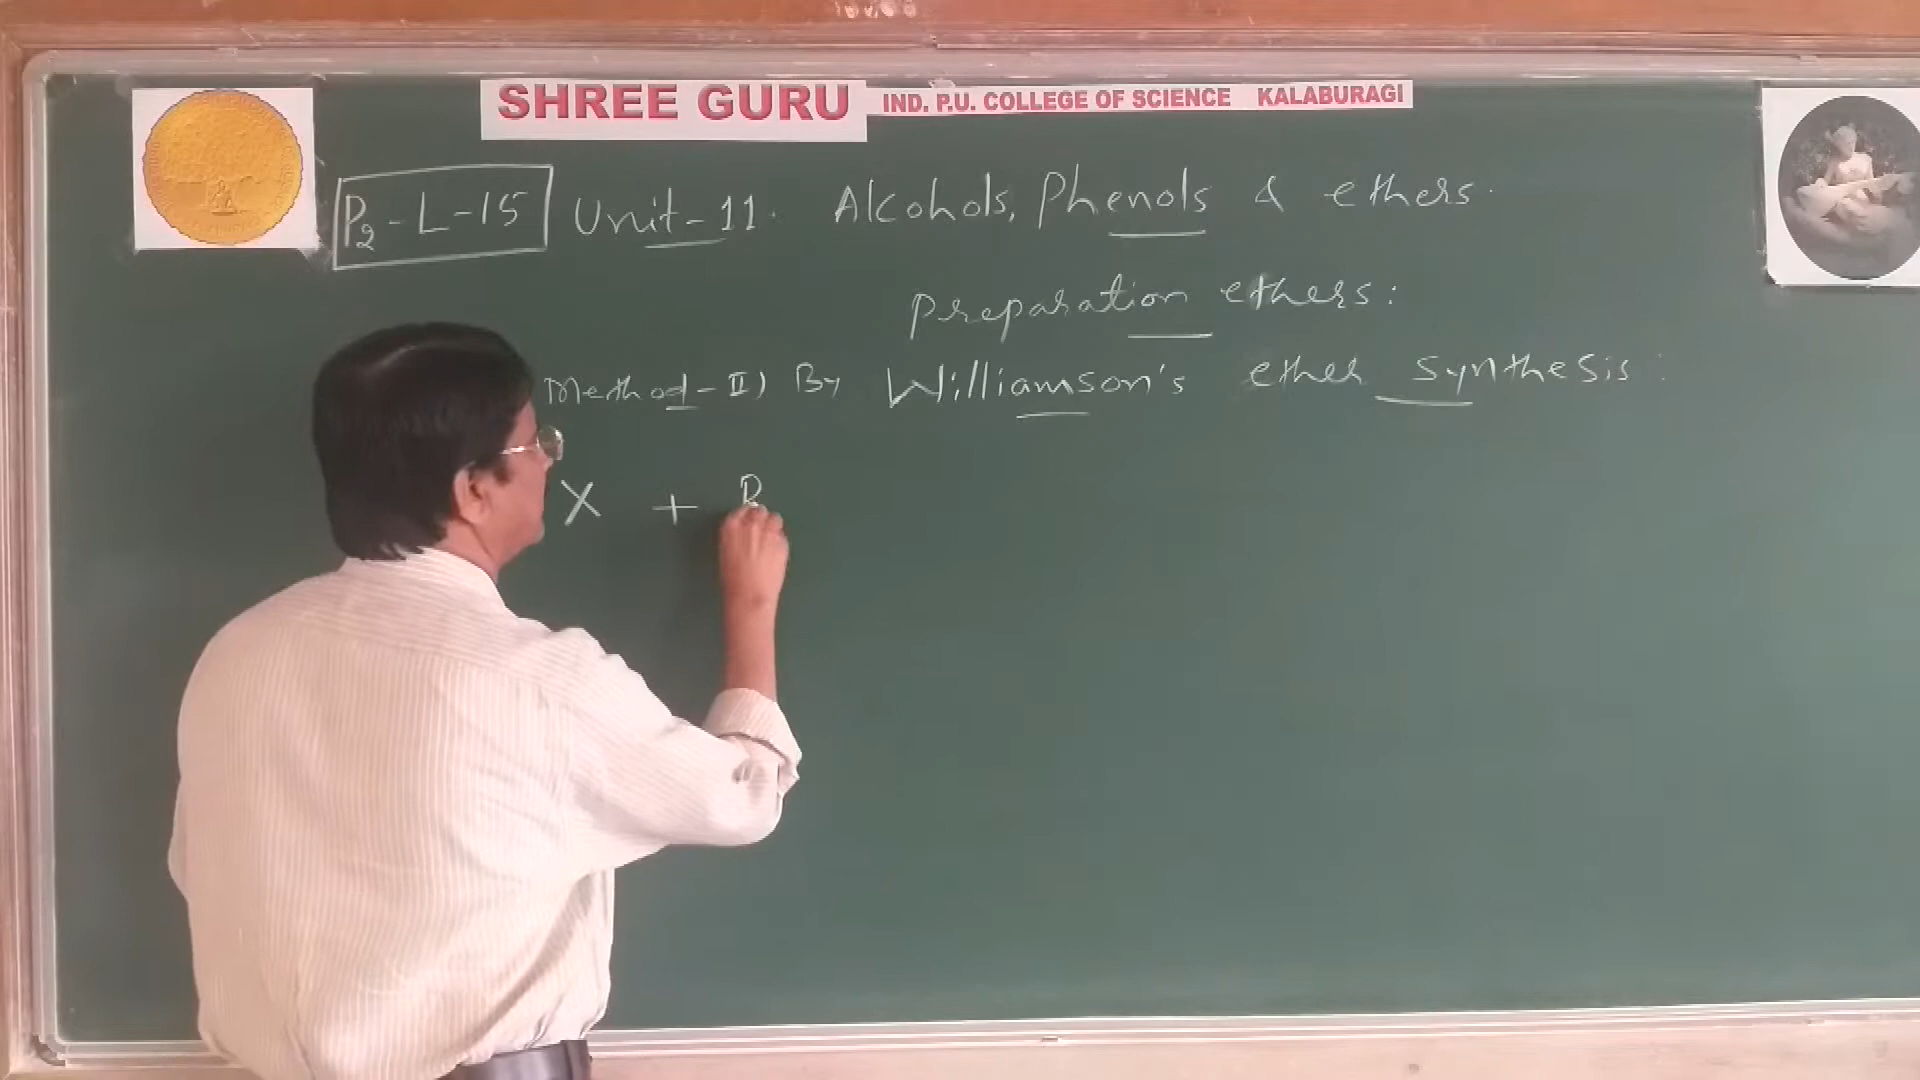 SHREE GURU IND. P.U. COLLEGE OF SCIENCE KALABURAGI
P2-L-15 Unit-11. Alcohols, Phenols & ethers.
Preparation ethers:
Method-II) By Williamson's ether synthesis:
X + R